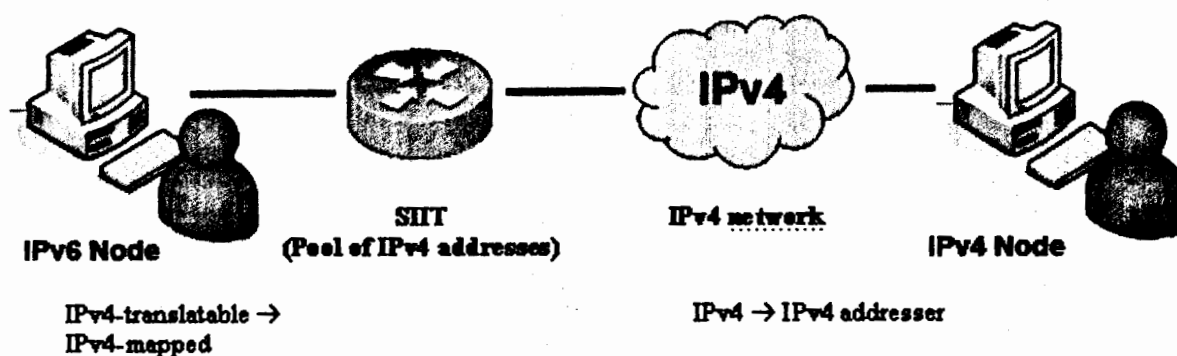 IPv4
SIIT
IPv4 network
(Pool of IPv4 addresses)
IPv6 Node
IPv4 Node
IPv4-translatable →
IPv4-mapped
IPv4 → IPv4 addresser